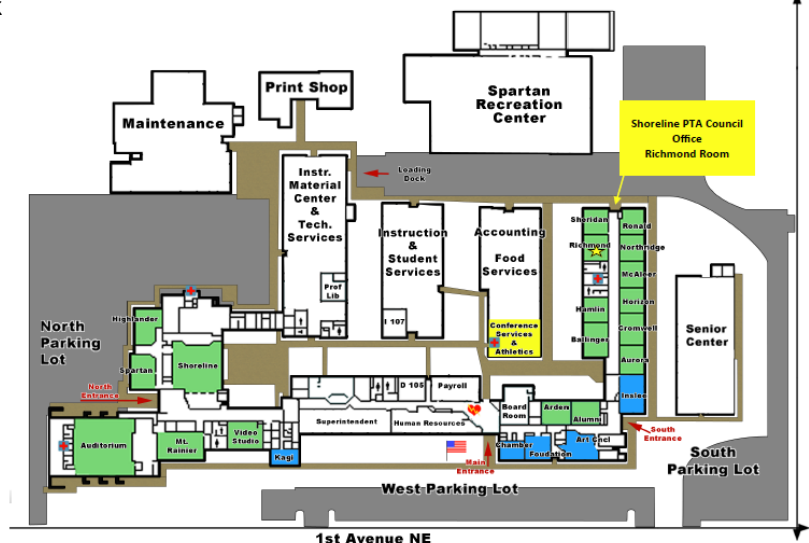 Print Shop
Maintenance
Spartan
Recreation
Center
Shoreline PTA Council
Office
Richmond Room
Loading
Dock
Instr.
Material
Center
&
Tech.
Services
Prof
Lib
Instruction
&
Student
Services
I 107
Accounting
Food
Services
Conference
Services
&
Athletics
Sheridan
Ronald
Richmond
Northridge
McAleer
Horizon
Hamlin
Cromwell
Ballinger
Aurora
Senior
Center
North
Parking
Lot
Highlander
Spartan
Shoreline
North
Entrance
D 105
Payroll
Superintendent
Human Resources
Board
Room
Arden
Alumni
South
Entrance
Auditorium
Mt.
Rainier
Video
Studio
Kagi
Main
Entrance
Chamber
Foudation
Art Cncl
South
Parking Lot
West Parking Lot
1st Avenue NE